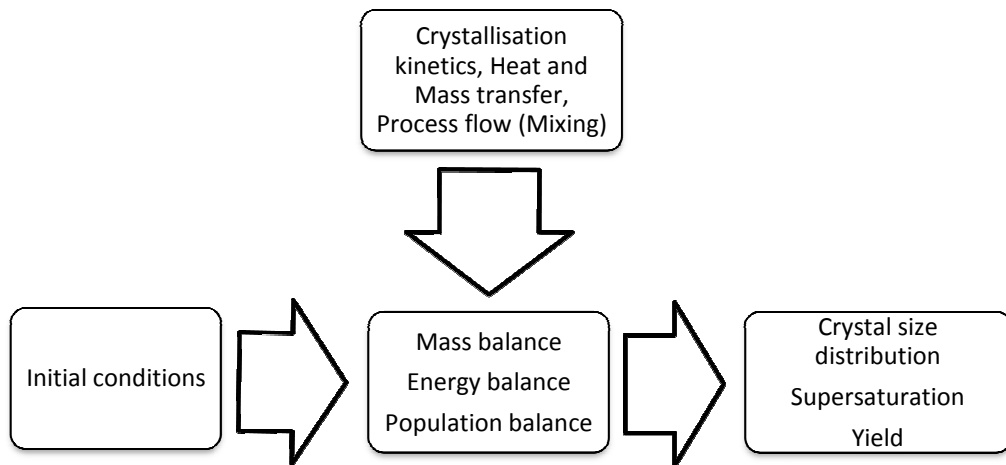 Crystallisation
kinetics, Heat and
Mass transfer,
Process flow (Mixing)
Initial conditions
Mass balance
Energy balance
Population balance
Crystal size
distribution
Supersaturation
Yield